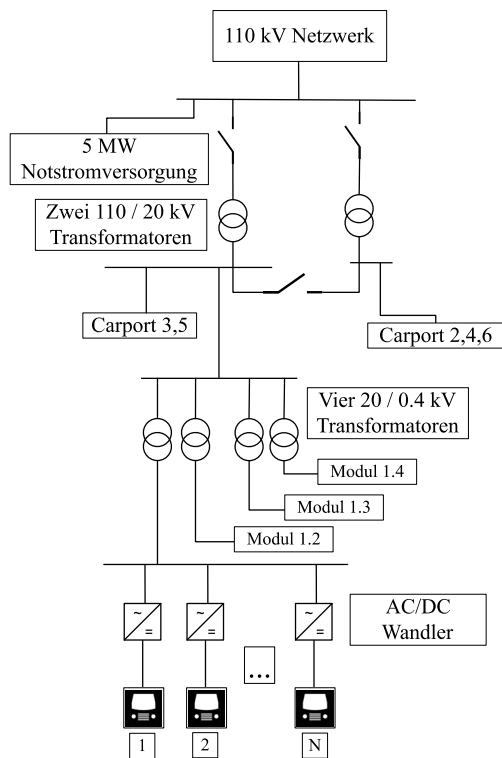 110 kV Netzwerk
5 MW
Notstromversorgung
Zwei 110 / 20 kV
Transformatoren
Carport 3,5
Carport 2,4,6
Vier 20 / 0.4 kV
Transformatoren
Modul 1.4
Modul 1.3
Modul 1.2
~ ~ ~
= = =
AC/DC
Wandler
...
1 2 N